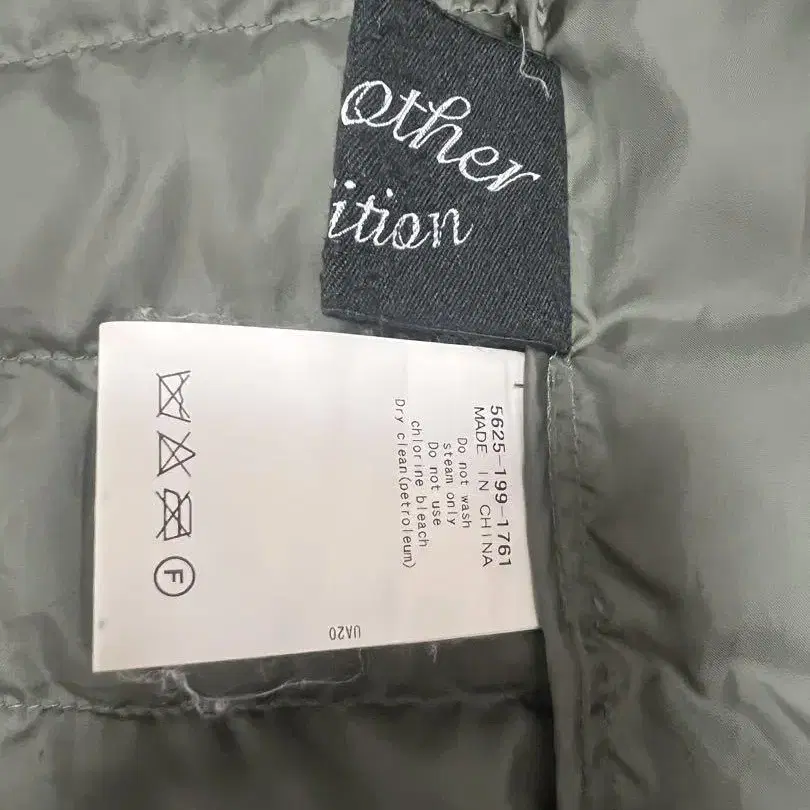 other
ition
5625-199-1761
MADE IN CHINA
Do not wash
steam only
Do not use
chlorine bleach
Dry clean(petroleum)
F
UA20